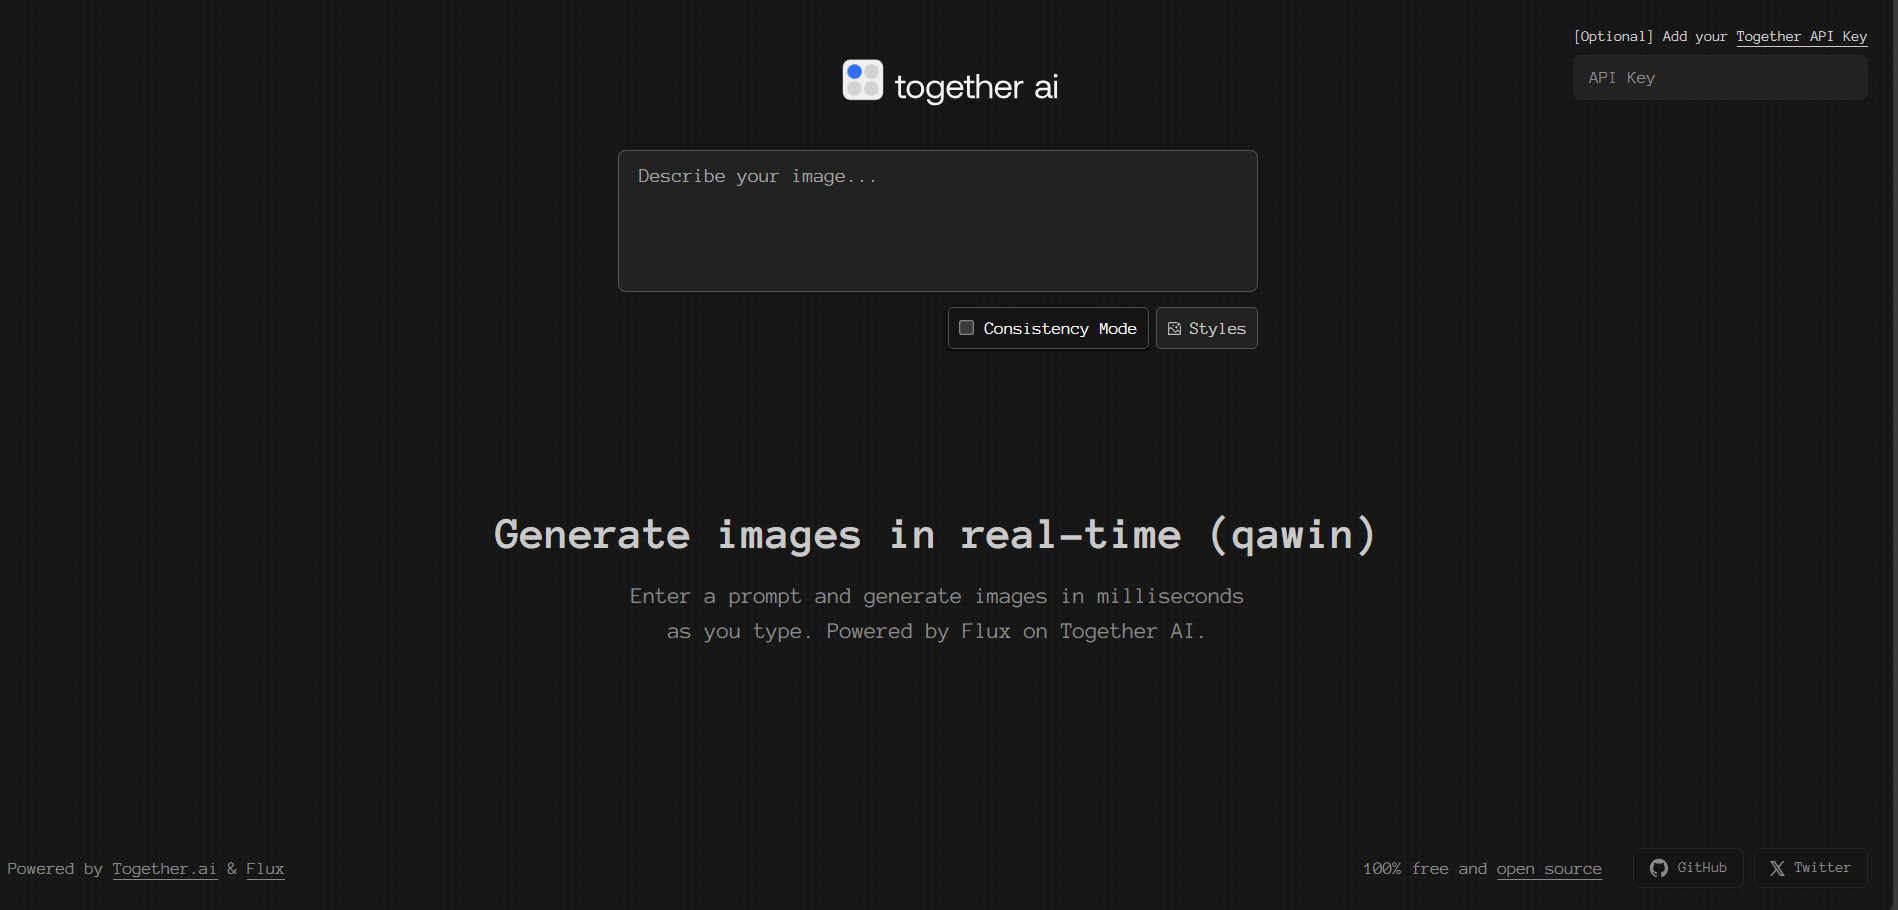 [Optional] Add your Together API Key
API Key
together ai
Describe your image...
Consistency Mode
Styles
Generate images in real-time (qawin)
Enter a prompt and generate images in milliseconds
as you type. Powered by Flux on Together AI.
Powered by Together.ai & Flux
100% free and open source
GitHub
Twitter